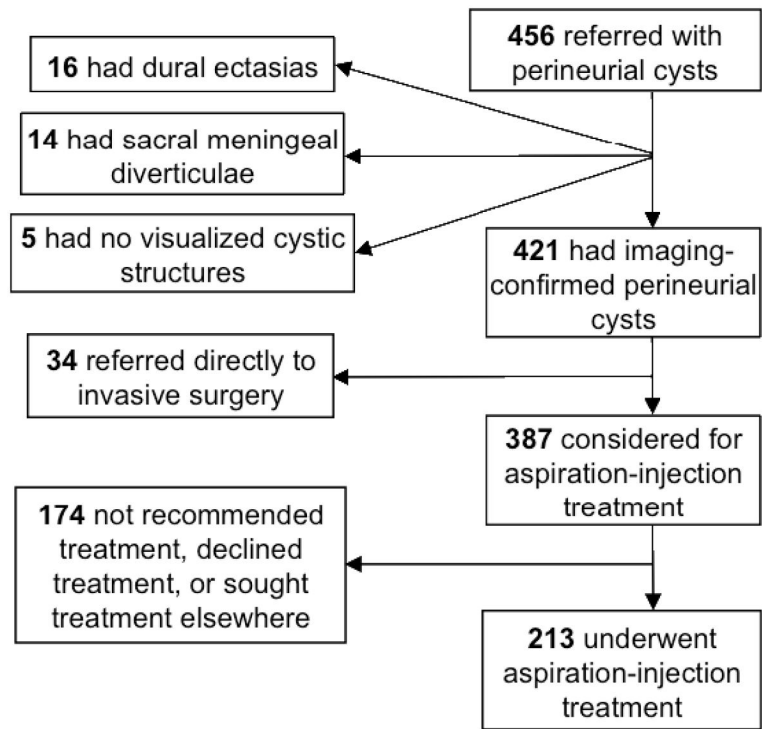 456 referred with
perineurial cysts
16 had dural ectasias
14 had sacral meningeal
diverticulae
5 had no visualized cystic
structures
421 had imaging-
confirmed perineurial
cysts
34 referred directly to
invasive surgery
387 considered for
aspiration-injection
treatment
174 not recommended
treatment, declined
treatment, or sought
treatment elsewhere
213 underwent
aspiration-injection
treatment